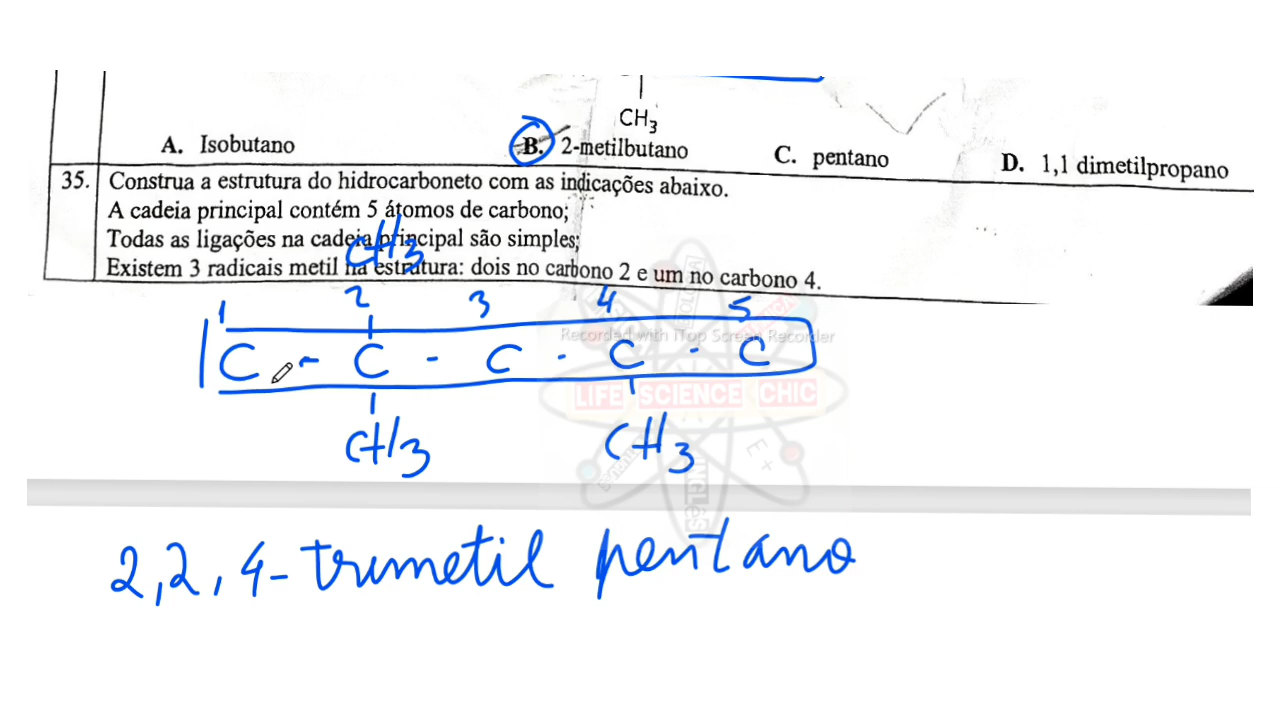 CH3
A. Isobutano B. 2-metilbutano C. pentano D. 1,1 dimetilpropano
35. Construa a estrutura do hidrocarboneto com as indicações abaixo.
A cadeia principal contém 5 átomos de carbono;
Todas as ligações na cadeia principal são simples;
CH3
Existem 3 radicais metil na estrutura: dois no carbono 2 e um no carbono 4.
1 2 3 4 5
Recorded with iTop Screen Recorder
C - C - C - C - C
LIFE SCIENCE CHIC
CH3 CH3
E+
INGLÊS
2,2,4-trimetil pentano